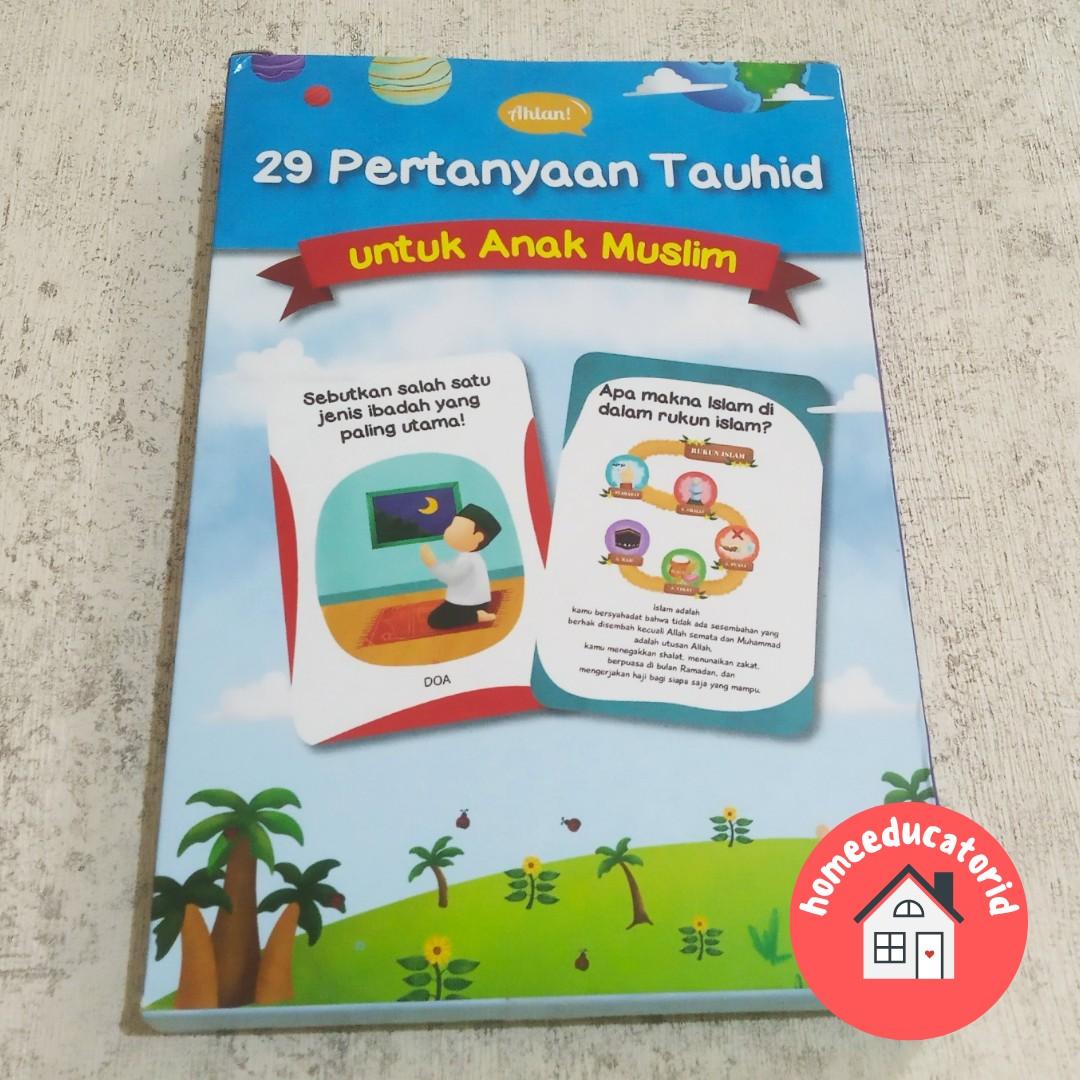 Ahlan!
29 Pertanyaan Tauhid
untuk Anak Muslim
Sebutkan salah satu
jenis ibadah yang
paling utama!
DOA
Apa makna Islam di
dalam rukun islam?
RUKUN ISLAM
islam adalah
kamu bersyahadat bahwa tidak ada sesembahan yang
berhak disembah kecuali Allah semata dan Muhammad
adalah utusan Allah,
kamu menegakkan shalat, menunaikan zakat,
berpuasa di bulan Ramadan, dan
mengerjakan haji bagi siapa saja yang mampu.
homeeducatorid